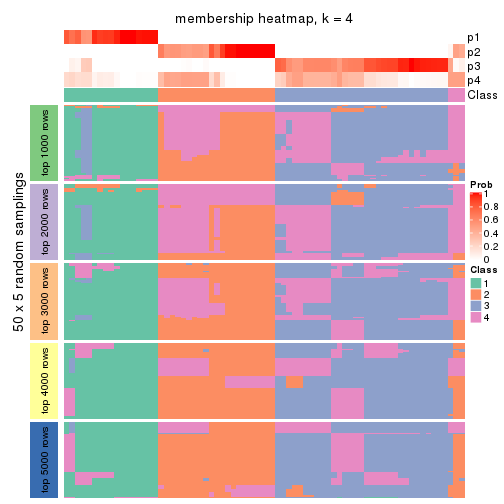 membership heatmap, k = 4
p1
p2
p3
p4
Class
50 x 5 random samplings
top 1000 rows
top 2000 rows
top 3000 rows
top 4000 rows
top 5000 rows
Prob
1
0.8
0.6
0.4
0.2
0
Class
1
2
3
4